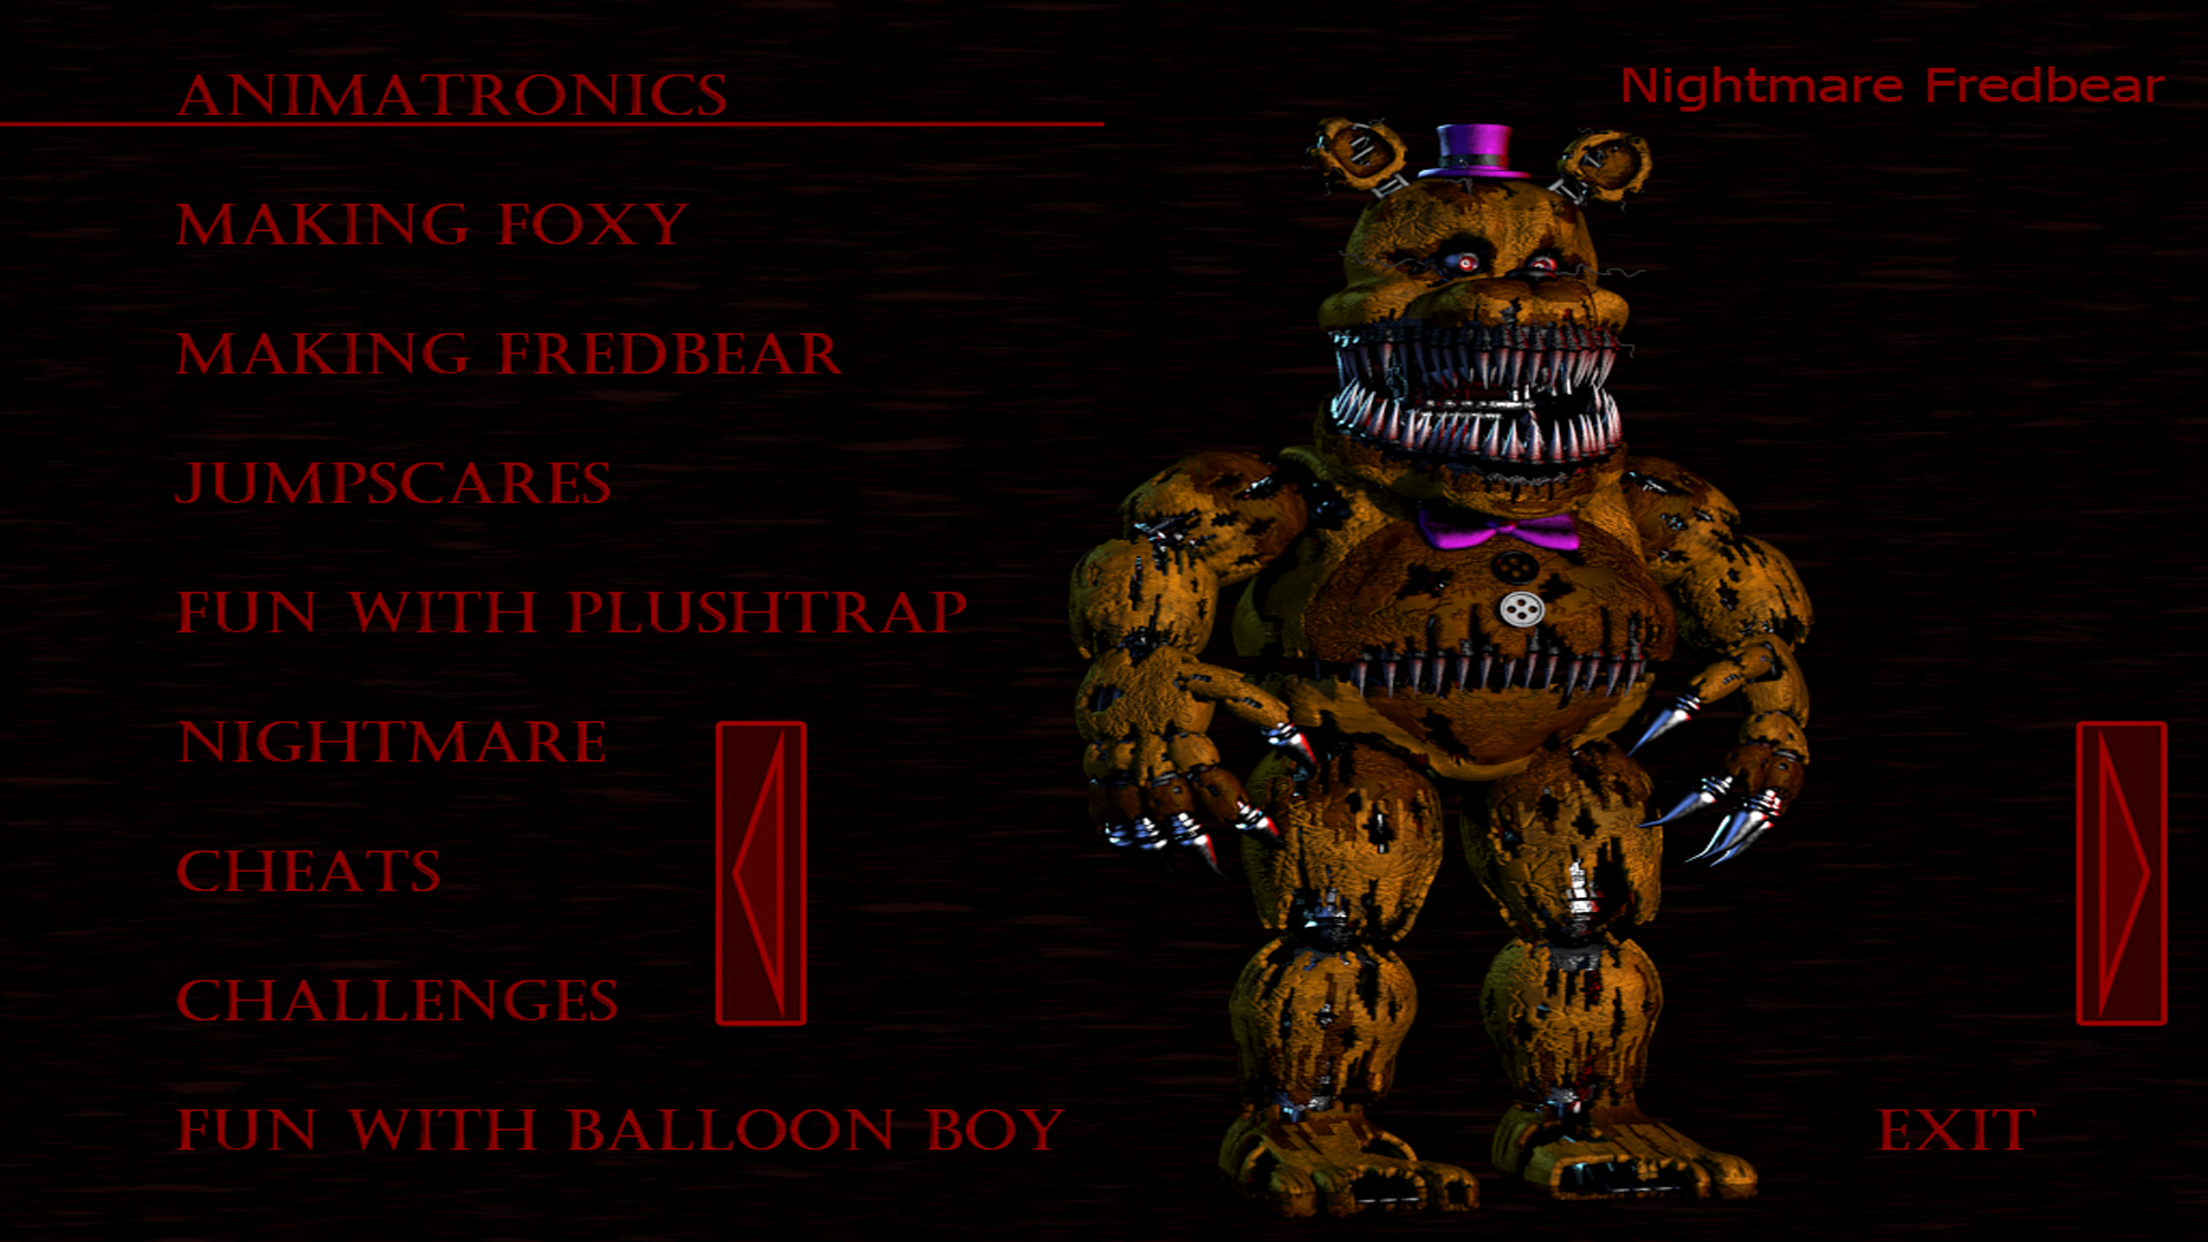 ANIMATRONICS
Nightmare Fredbear
MAKING FOXY
MAKING FREDBEAR
JUMPSCARES
FUN WITH PLUSHTRAP
NIGHTMARE
CHEATS
CHALLENGES
FUN WITH BALLOON BOY
EXIT